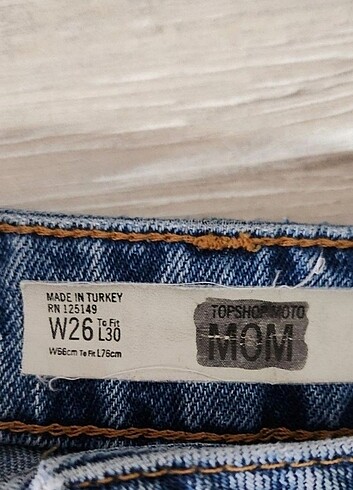 MADE IN TURKEY
RN 125149
W26 To Fit L30
W66cm To Fit L76cm
TOPSHOP MOTO
MOM